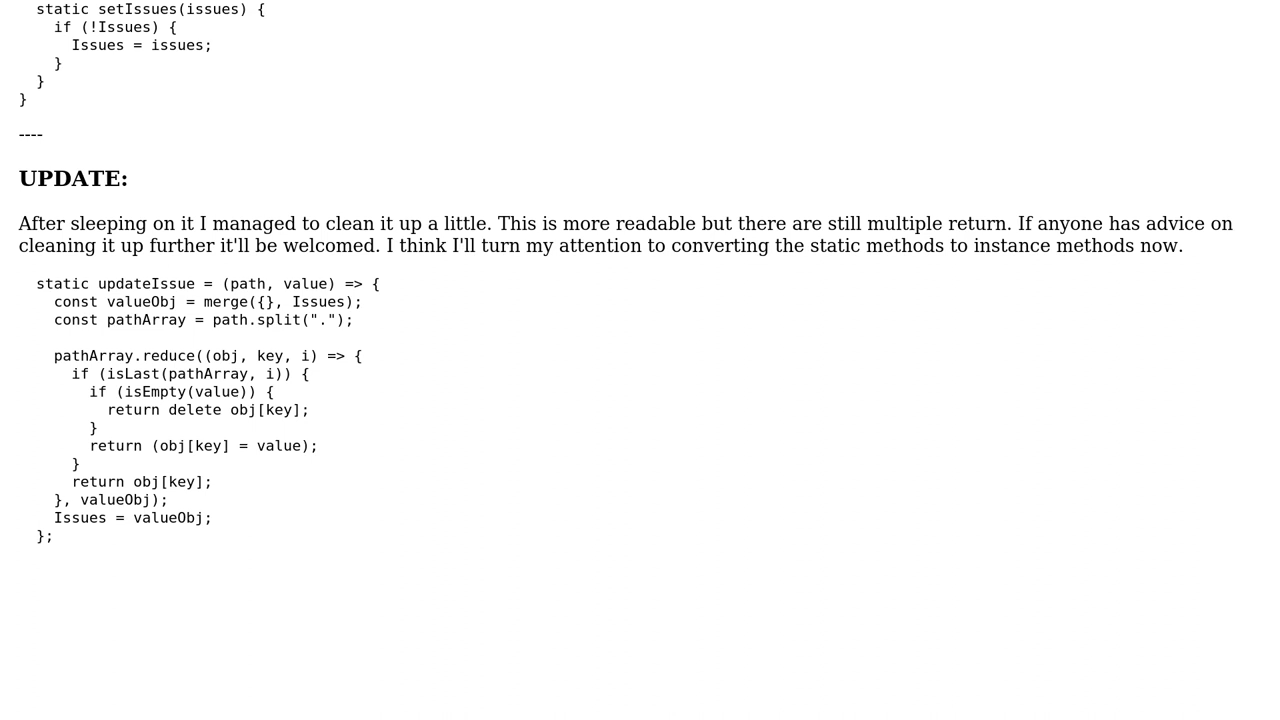 static setIssues(issues) {
    if (!Issues) {
      Issues = issues;
    }
  }
}
----
UPDATE:
After sleeping on it I managed to clean it up a little. This is more readable but there are still multiple return. If anyone has advice on
cleaning it up further it'll be welcomed. I think I'll turn my attention to converting the static methods to instance methods now.
  static updateIssue = (path, value) => {
    const valueObj = merge({}, Issues);
    const pathArray = path.split(".");

    pathArray.reduce((obj, key, i) => {
      if (isLast(pathArray, i)) {
        if (isEmpty(value)) {
          return delete obj[key];
        }
        return (obj[key] = value);
      }
      return obj[key];
    }, valueObj);
    Issues = valueObj;
  };